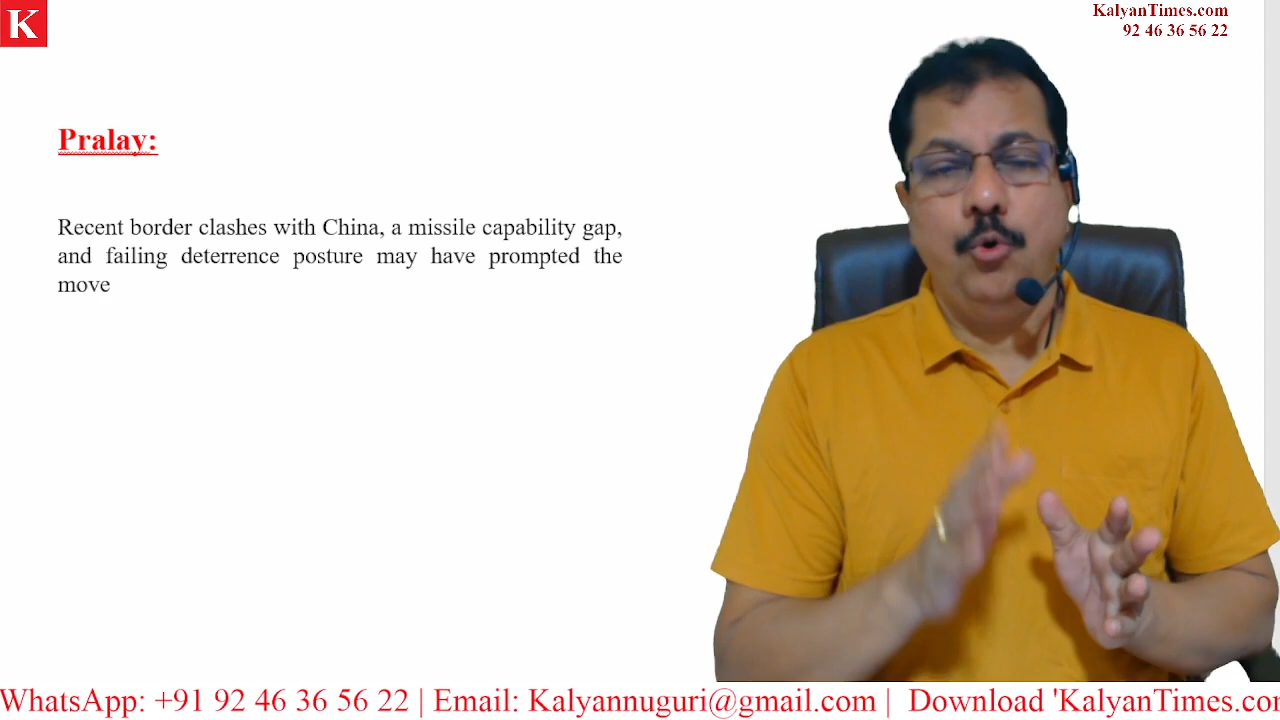 K
KalyanTimes.com
92 46 36 56 22
Pralay:
Recent border clashes with China, a missile capability gap,
and failing deterrence posture may have prompted the
move
WhatsApp: +91 92 46 36 56 22 | Email: Kalyannuguri@gmail.com | Download 'KalyanTimes.com